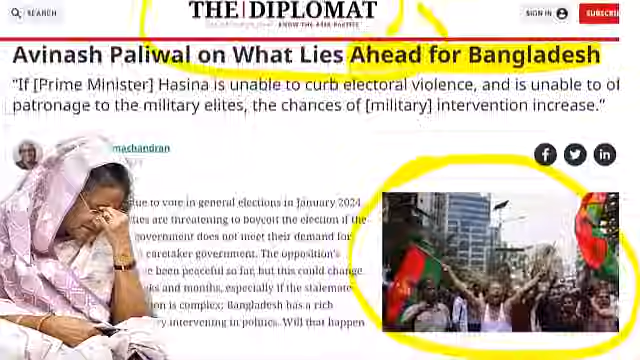 SEARCH
THE|DIPLOMAT
KNOW THE ASIA-PACIFIC
SIGN IN
SUBSCRI
Avinash Paliwal on What Lies Ahead for Bangladesh
“If [Prime Minister] Hasina is unable to curb electoral violence, and is unable to of
patronage to the military elites, the chances of [military] intervention increase.”
machandran
ue to vote in general elections in January 2024
ties are threatening to boycott the election if the
government does not meet their demand for
caretaker government. The opposition's
ve been peaceful so far, but this could change
ks and months, especially if the stalemate
ion is complex; Bangladesh has a rich
ry intervening in politics. Will that happen